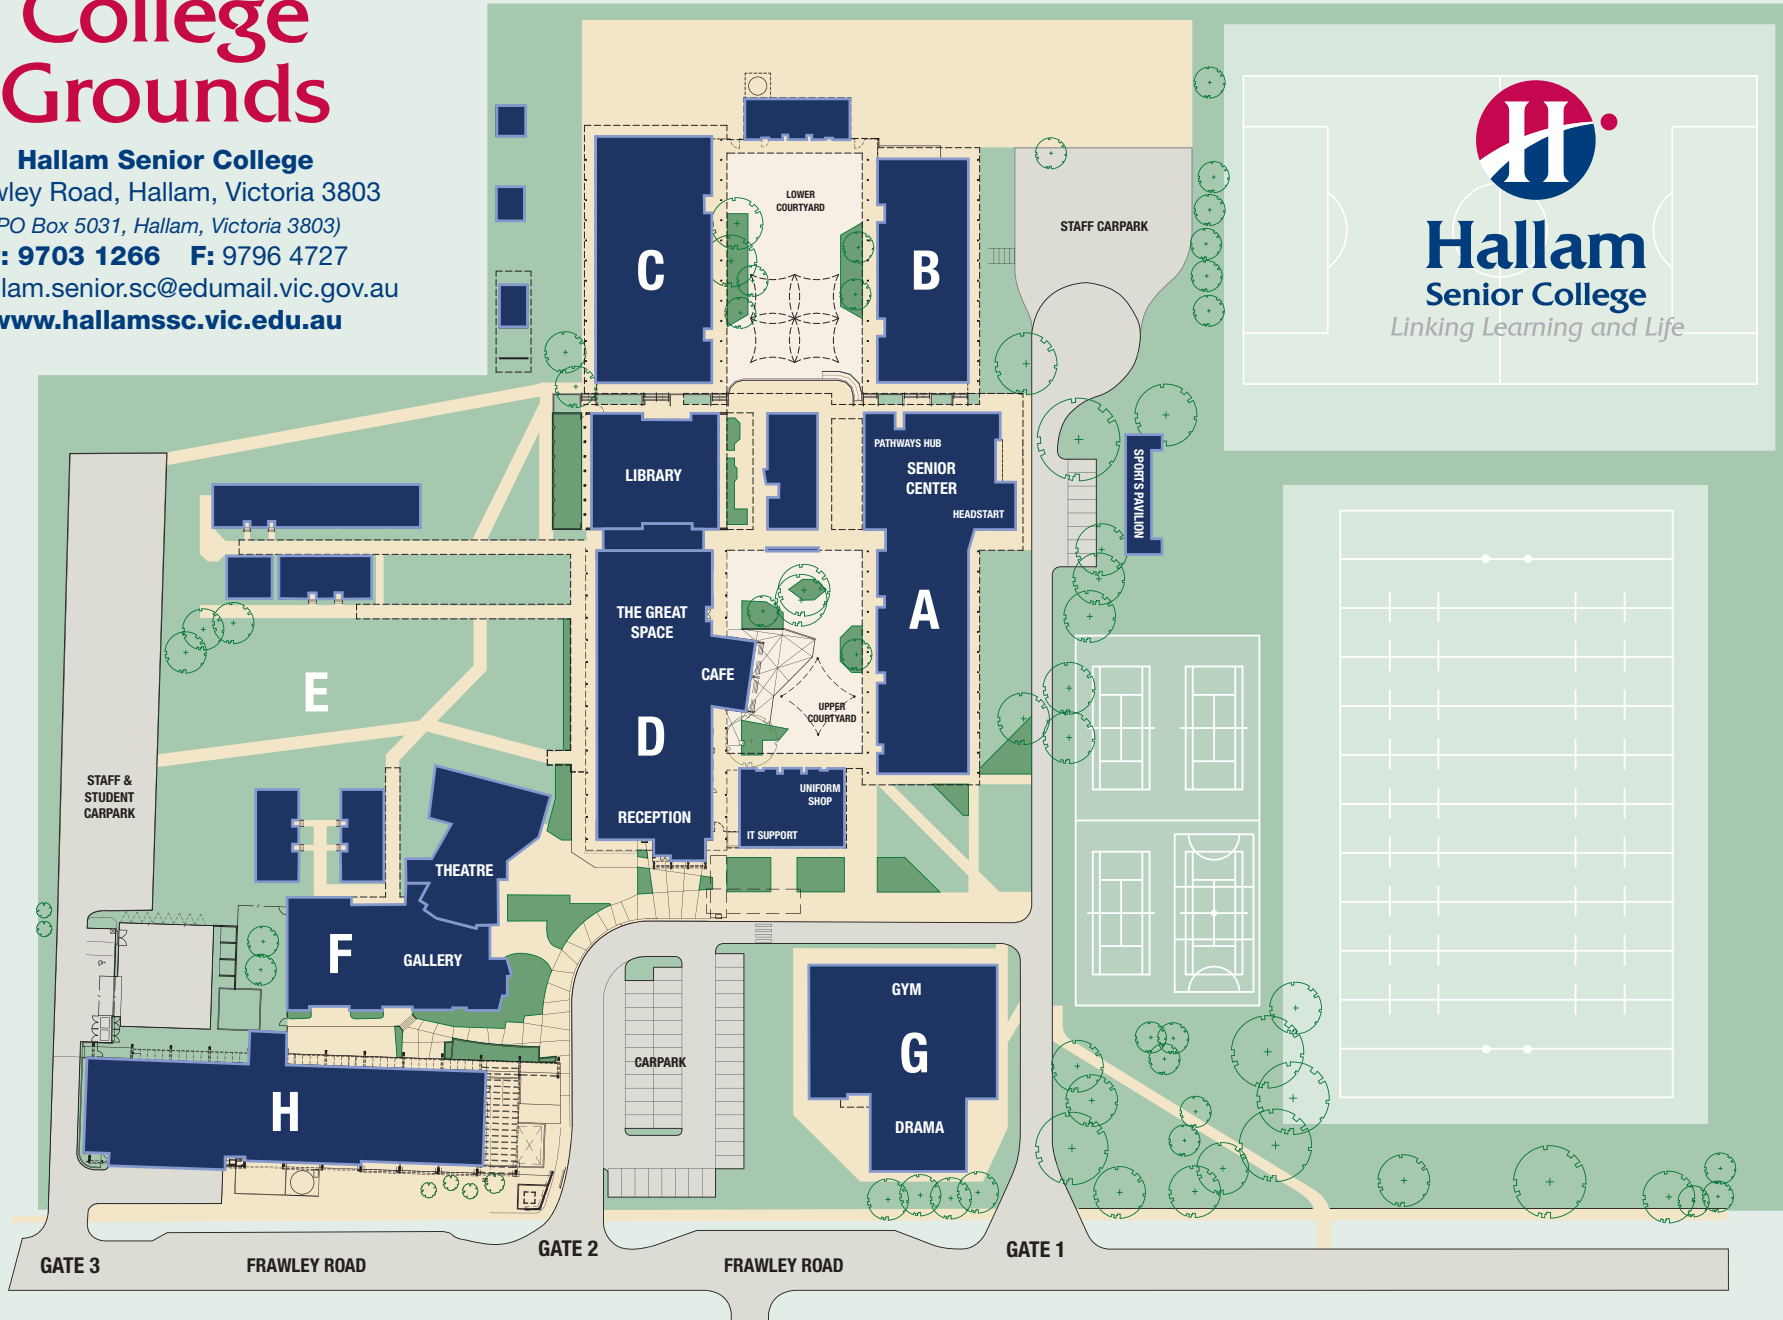 College
Grounds
Hallam Senior College
wley Road, Hallam, Victoria 3803
PO Box 5031, Hallam, Victoria 3803)
: 9703 1266 F: 9796 4727
llam.senior.sc@edumail.vic.gov.au
www.hallamssc.vic.edu.au
H
Hallam
Senior College
Linking Learning and Life
LOWER
COURTYARD
STAFF CARPARK
C
B
PATHWAYS HUB
SENIOR
CENTER
HEADSTART
LIBRARY
SPORTS PAVILION
THE GREAT
SPACE
A
CAFE
E
UPPER
COURTYARD
D
STAFF &
STUDENT
CARPARK
UNIFORM
SHOP
RECEPTION
IT SUPPORT
THEATRE
F
GALLERY
GYM
G
CARPARK
H
DRAMA
GATE 3
FRAWLEY ROAD
GATE 2
FRAWLEY ROAD
GATE 1